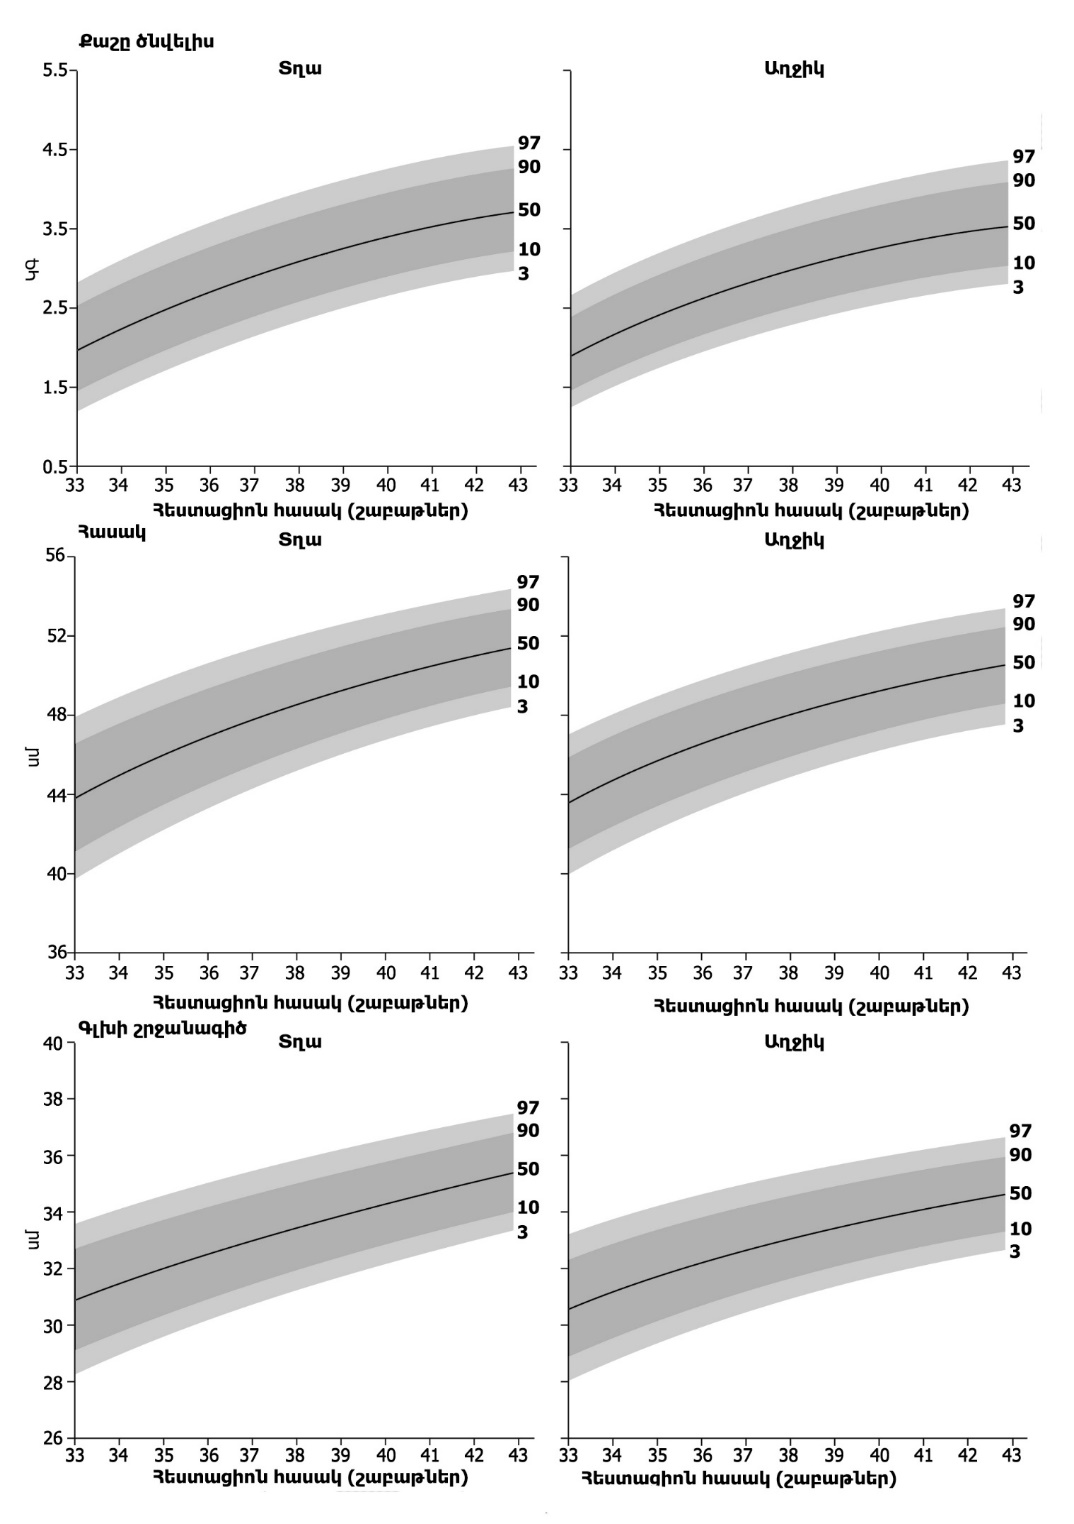 Քաշը ծնվելիս
Տղա
Աղջիկ
5.5
4.5
3.5
2.5
1.5
0.5
կգ
97
90
50
10
3
97
90
50
10
3
33 34 35 36 37 38 39 40 41 42 43
33 34 35 36 37 38 39 40 41 42 43
Հեստացիոն հասակ (շաբաթներ)
Հեստացիոն հասակ (շաբաթներ)
Հասակ
Տղա
Աղջիկ
56
52
48
44
40
36
սմ
97
90
50
10
3
97
90
50
10
3
33 34 35 36 37 38 39 40 41 42 43
33 34 35 36 37 38 39 40 41 42 43
Հեստացիոն հասակ (շաբաթներ)
Հեստացիոն հասակ (շաբաթներ)
Գլխի շրջանագիծ
Տղա
Աղջիկ
40
38
36
34
32
30
28
26
սմ
97
90
50
10
3
97
90
50
10
3
33 34 35 36 37 38 39 40 41 42 43
33 34 35 36 37 38 39 40 41 42 43
Հեստացիոն հասակ (շաբաթներ)
Հեստագիոն հասակ (շաբաթներ)